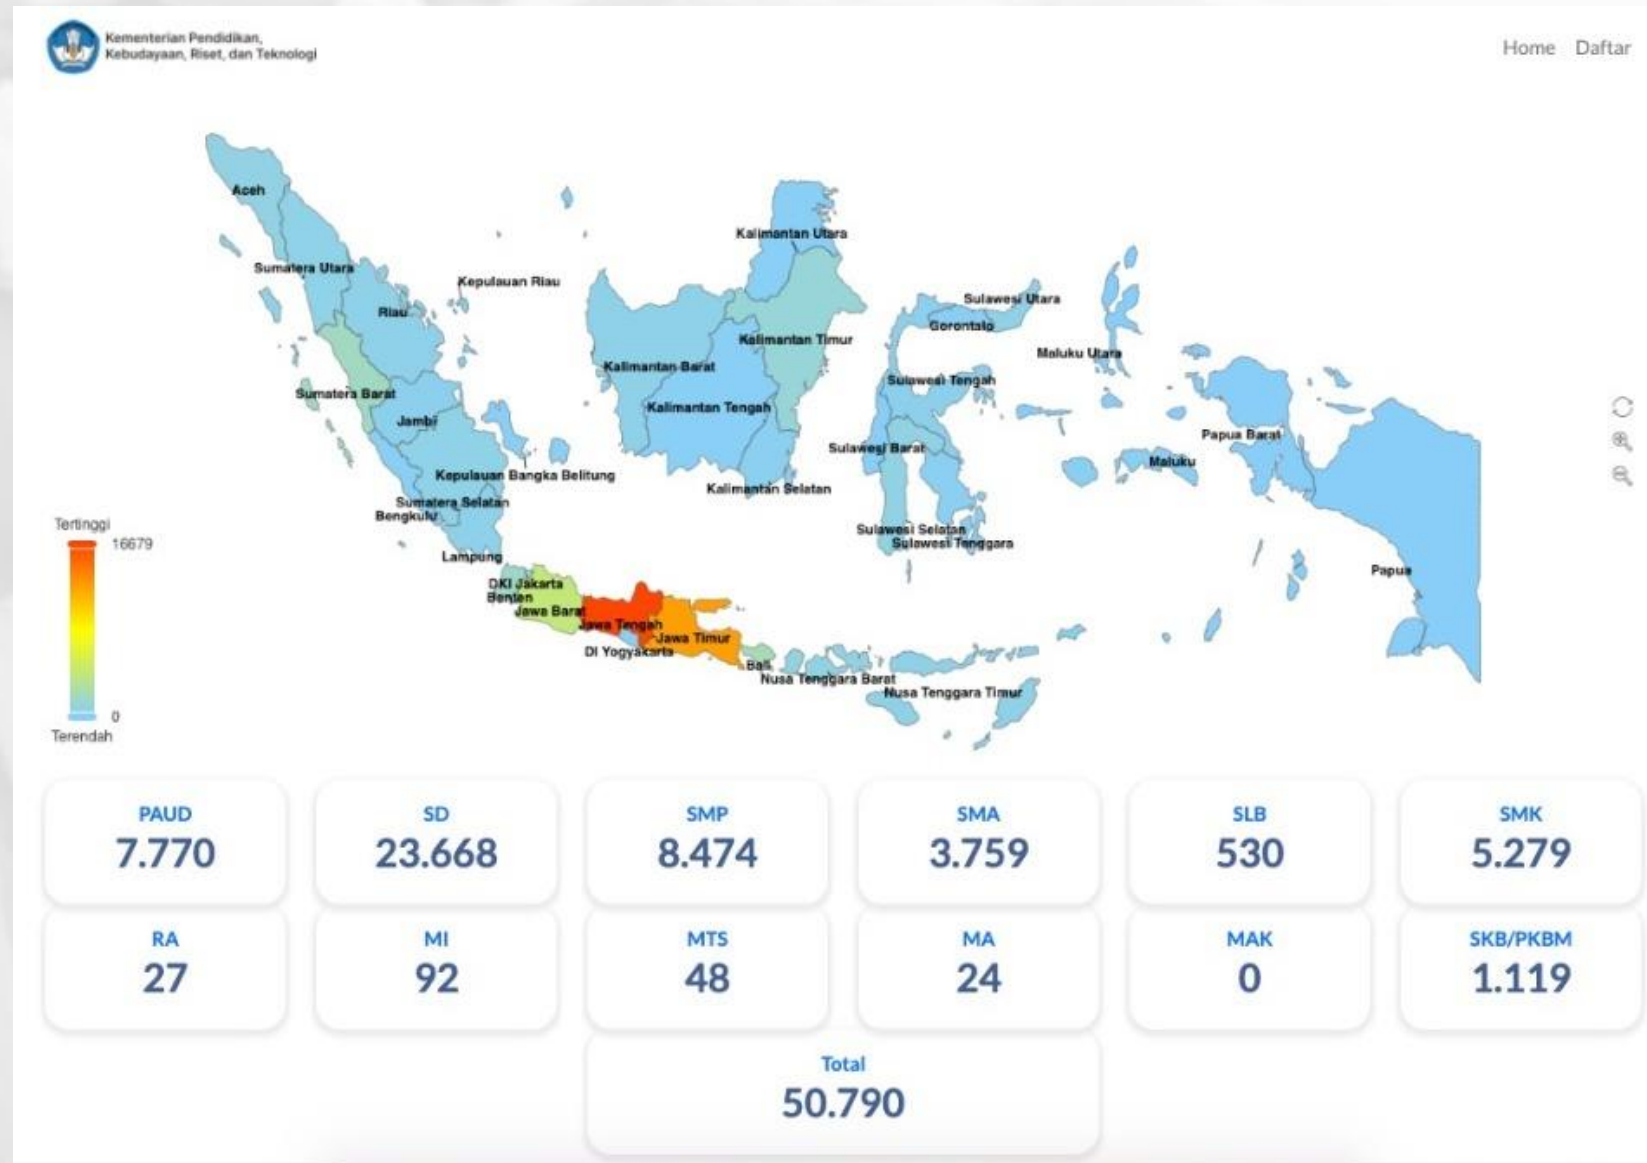 Kementerian Pendidikan,
Kebudayaan, Riset, dan Teknologi
Home Daftar
Aceh
Kalimantan Utara
Sumatera Utara
Kepulauan Riau
Sulawesi Utara
Riau
Gorontalo
Kalimantan Timur
Maluku Utara
Kalimantan Barat
Sulawesi Tengah
Sumatera Barat
Kalimantan Tengah
Jambi
Papua Barat
Sulawesi Barat
Maluku
Kepulauan Bangka Belitung
Kalimantan Selatan
Sumatera Selatan
Bengkulu
Tertinggi
Sulawesi Selatan
16679
Sulawesi Tenggara
Lampung
Papua
DKI Jakarta
Banten
Jawa Barat
Jawa Tengah
Jawa Timur
DI Yogyakarta
Bali
Nusa Tenggara Barat
Nusa Tenggara Timur
0
Terendah
PAUD SD SMP SMA SLB SMK
7.770 23.668 8.474 3.759 530 5.279
RA MI MTS MA MAK SKB/PKBM
27 92 48 24 0 1.119
Total
50.790